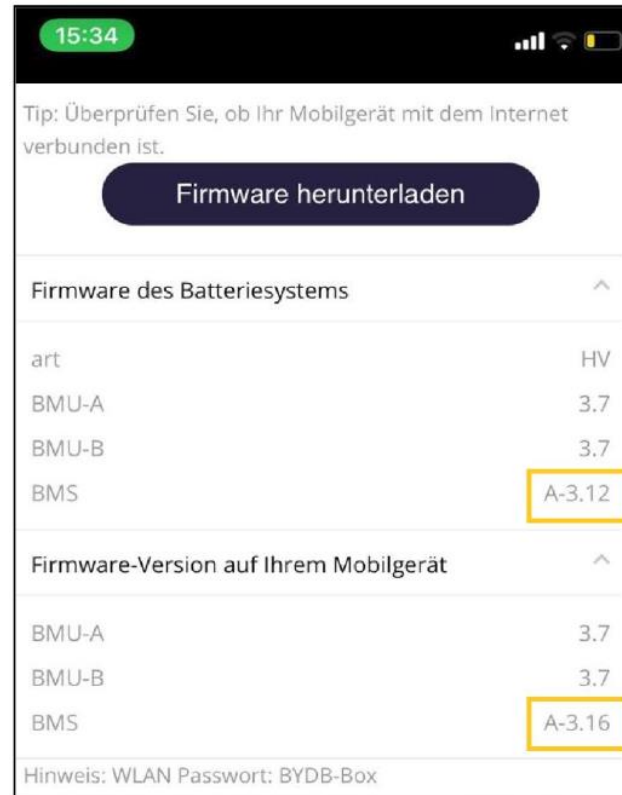 15:34
Tip: Überprüfen Sie, ob Ihr Mobilgerät mit dem Internet
verbunden ist.
Firmware herunterladen
Firmware des Batteriesystems
art HV
BMU-A 3.7
BMU-B 3.7
BMS A-3.12
Firmware-Version auf Ihrem Mobilgerät
BMU-A 3.7
BMU-B 3.7
BMS A-3.16
Hinweis: WLAN Passwort: BYDB-Box